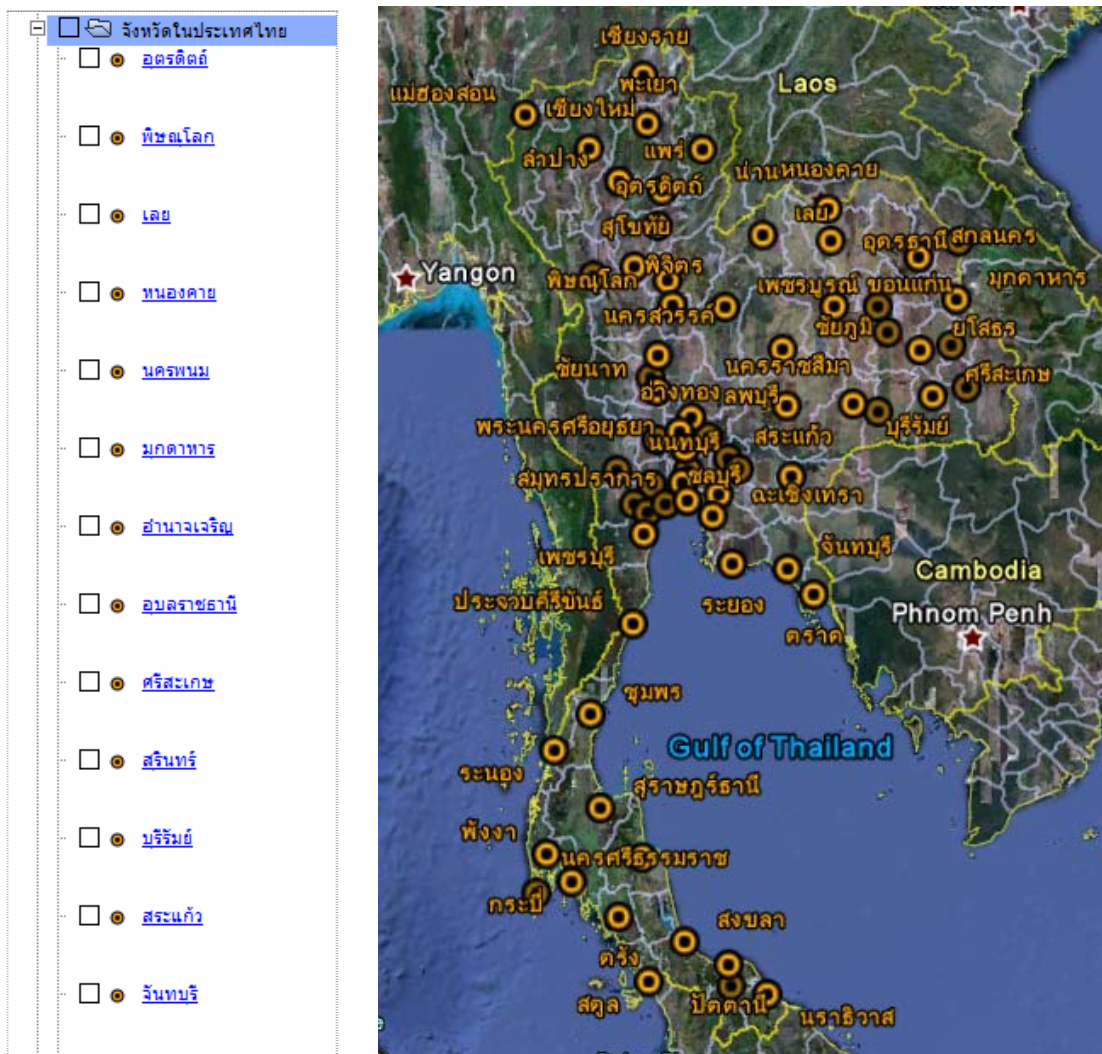 จังหวัดในประเทศไทย
อุตรดิตถ์
พิษณุโลก
เลย
หนองคาย
นครพนม
มุกดาหาร
อำนาจเจริญ
อุบลราชธานี
ศรีสะเกษ
สุรินทร์
บุรีรัมย์
สระแก้ว
จันทบุรี
เชียงราย
พะเยา
Laos
แม่ฮ่องสอน
เชียงใหม่
ลำปาง
แพร่
น่าน
หนองคาย
อุตรดิตถ์
เลย
สุโขทัย
อุดรธานี
สกลนคร
Yangon
พิษณุโลก
พิจิตร
เพชรบูรณ์
ขอนแก่น
มุกดาหาร
นครสวรรค์
ชัยภูมิ
ยโสธร
ชัยนาท
นครราชสีมา
ศรีสะเกษ
อ่างทอง
ลพบุรี
บุรีรัมย์
พระนครศรีอยุธยา
นนทบุรี
สระแก้ว
สมุทรปราการ
ชลบุรี
ฉะเชิงเทรา
เพชรบุรี
จันทบุรี
Cambodia
ประจวบคีรีขันธ์
ระยอง
ตราด
Phnom Penh
ชุมพร
Gulf of Thailand
ระนอง
สุราษฎร์ธานี
พังงา
นครศรีธรรมราช
กระบี่
สงขลา
ตรัง
สตูล
ปัตตานี
นราธิวาส